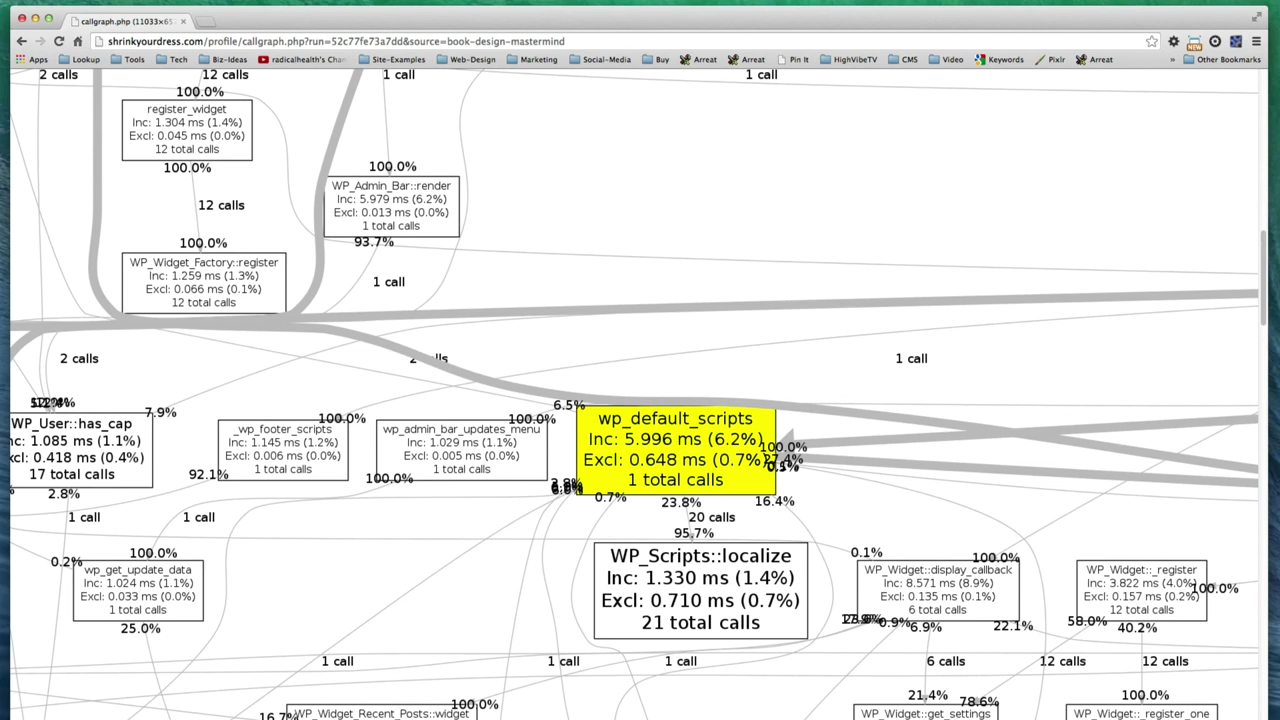 callgraph.php (11033×65
shrinkyourdress.com/profile/callgraph.php?run=52c77fe73a7dd&source=book-design-mastermind
Apps Lookup Tools Tech Biz-Ideas radicalhealth's Chan Site-Examples Web-Design Marketing Social-Media Buy Arreat Arreat Pin It HighVibeTV CMS Video Keywords Pixlr Arreat » Other Bookmarks
NEW
2 calls
12 calls
1 call
1 call
100.0%
register_widget
Inc: 1.304 ms (1.4%)
Excl: 0.045 ms (0.0%)
12 total calls
100.0%
12 calls
100.0%
WP_Widget_Factory::register
Inc: 1.259 ms (1.3%)
Excl: 0.066 ms (0.1%)
12 total calls
100.0%
WP_Admin_Bar::render
Inc: 5.979 ms (6.2%)
Excl: 0.013 ms (0.0%)
1 total calls
93.7%
1 call
2 calls
1 call
7.9%
WP_User::has_cap
Inc: 1.085 ms (1.1%)
Excl: 0.418 ms (0.4%)
17 total calls
2.8%
1 call
1 call
100.0%
_wp_footer_scripts
Inc: 1.145 ms (1.2%)
Excl: 0.006 ms (0.0%)
1 total calls
92.1%
100.0%
wp_admin_bar_updates_menu
Inc: 1.029 ms (1.1%)
Excl: 0.005 ms (0.0%)
1 total calls
100.0%
6.5%
wp_default_scripts
Inc: 5.996 ms (6.2%)
Excl: 0.648 ms (0.7%)
1 total calls
100.0%
0.7%
23.8%
16.4%
20 calls
95.7%
WP_Scripts::localize
Inc: 1.330 ms (1.4%)
Excl: 0.710 ms (0.7%)
21 total calls
0.2%
100.0%
wp_get_update_data
Inc: 1.024 ms (1.1%)
Excl: 0.033 ms (0.0%)
1 total calls
25.0%
0.1%
100.0%
WP_Widget::display_callback
Inc: 8.571 ms (8.9%)
Excl: 0.135 ms (0.1%)
6 total calls
0.9%
6.9%
22.1%
WP_Widget::_register
Inc: 3.822 ms (4.0%)
Excl: 0.157 ms (0.2%)
12 total calls
100.0%
58.0%
40.2%
1 call
1 call
1 call
6 calls
12 calls
12 calls
16.7%
100.0%
WP_Widget_Recent_Posts::widget
21.4%
78.6%
WP_Widget::get_settings
100.0%
WP_Widget::_register_one